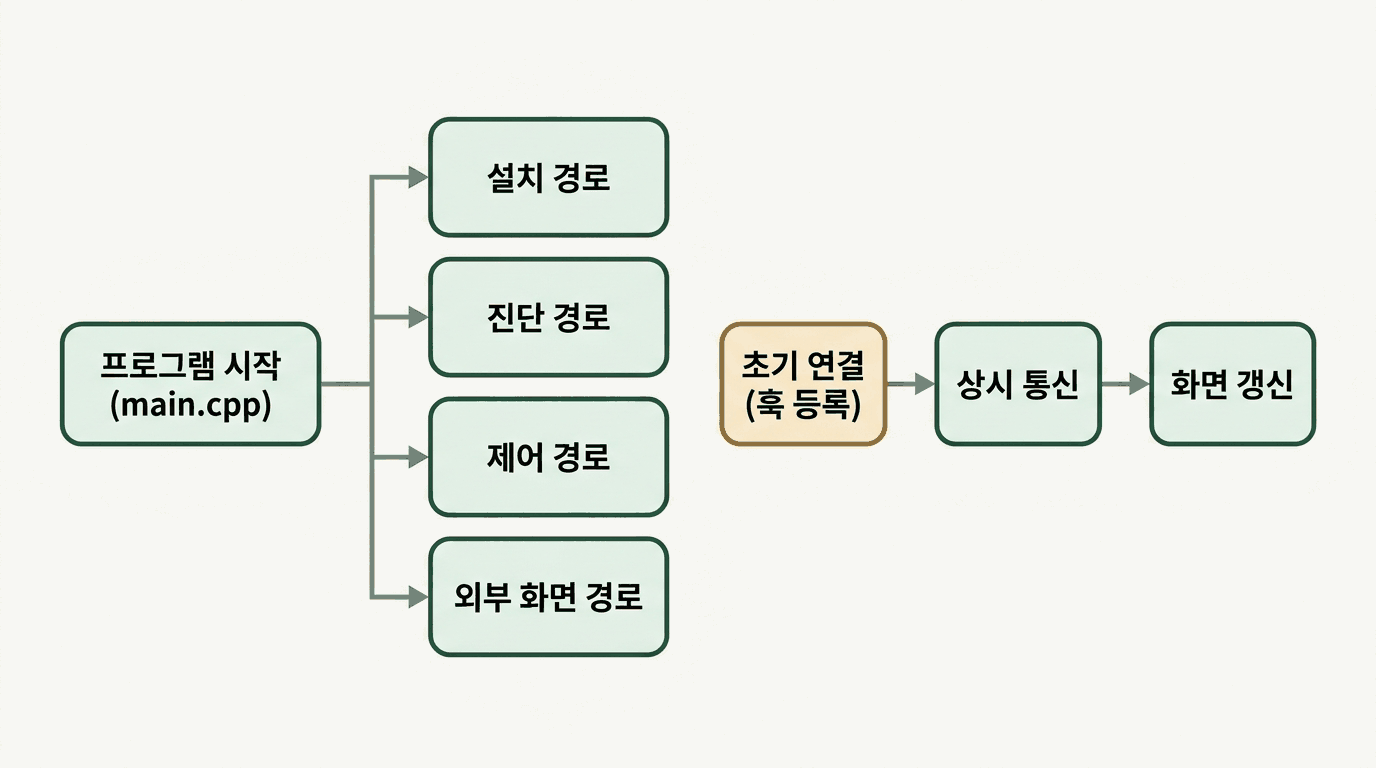 프로그램 시작
(main.cpp)
설치 경로
진단 경로
제어 경로
외부 화면 경로
초기 연결
(훅 등록)
상시 통신
화면 갱신